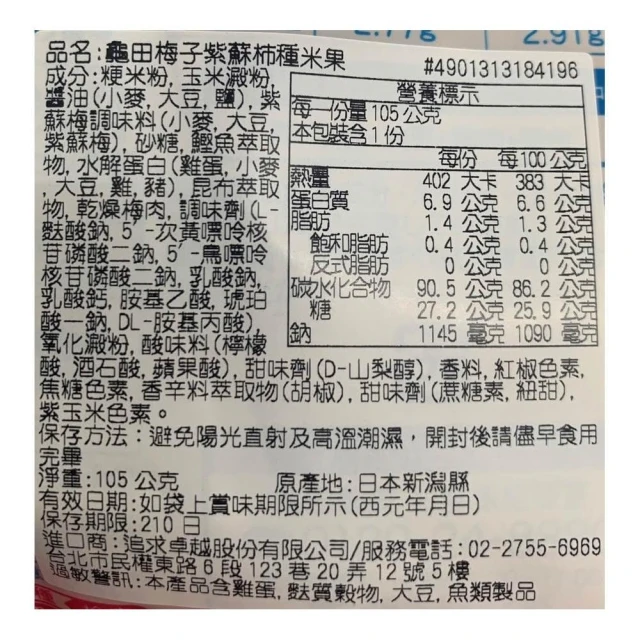 2.77g 2.91g
品名:龜田梅子紫蘇柿種米果 #4901313184196
成分:粳米粉, 玉米澱粉,
醬油(小麥, 大豆, 鹽), 紫
蘇梅調味料(小麥, 大豆,
紫蘇梅), 砂糖, 鰹魚萃取
物, 水解蛋白(雞蛋, 小麥
, 大豆, 雞, 豬), 昆布萃取
物, 乾燥梅肉, 調味劑(L-
麩酸鈉, 5'-次黃嘌呤核
苷磷酸二鈉, 5'-鳥嘌呤
核苷磷酸二鈉, 乳酸鈉,
乳酸鈣, 胺基乙酸, 琥珀
酸一鈉, DL-胺基丙酸),
氧化澱粉, 酸味料(檸檬
酸, 酒石酸, 蘋果酸), 甜味劑(D-山梨醇), 香料, 紅椒色素,
焦糖色素, 香辛料萃取物(胡椒), 甜味劑(蔗糖素, 紐甜),
紫玉米色素。
營養標示
每一份量 105 公克
本包裝含 1 份
每份 每 100 公克
熱量 402 大卡 383 大卡
蛋白質 6.9 公克 6.6 公克
脂肪 1.4 公克 1.3 公克
飽和脂肪 0.4 公克 0.4 公克
反式脂肪 0 公克 0 公克
碳水化合物 90.5 公克 86.2 公克
糖 27.2 公克 25.9 公克
鈉 1145 毫克 1090 毫克
保存方法：避免陽光直射及高溫潮濕，開封後請儘早食用
完畢
淨重:105 公克 原產地:日本新潟縣
有效日期:如袋上賞味期限所示(西元年月日)
保存期限:210 日
進口商:追求卓越股份有限公司/服務電話:02-2755-6969
台北市民權東路 6 段 123 巷 20 弄 12 號 5 樓
過敏警訊:本產品含雞蛋, 麩質穀物, 大豆, 魚類製品